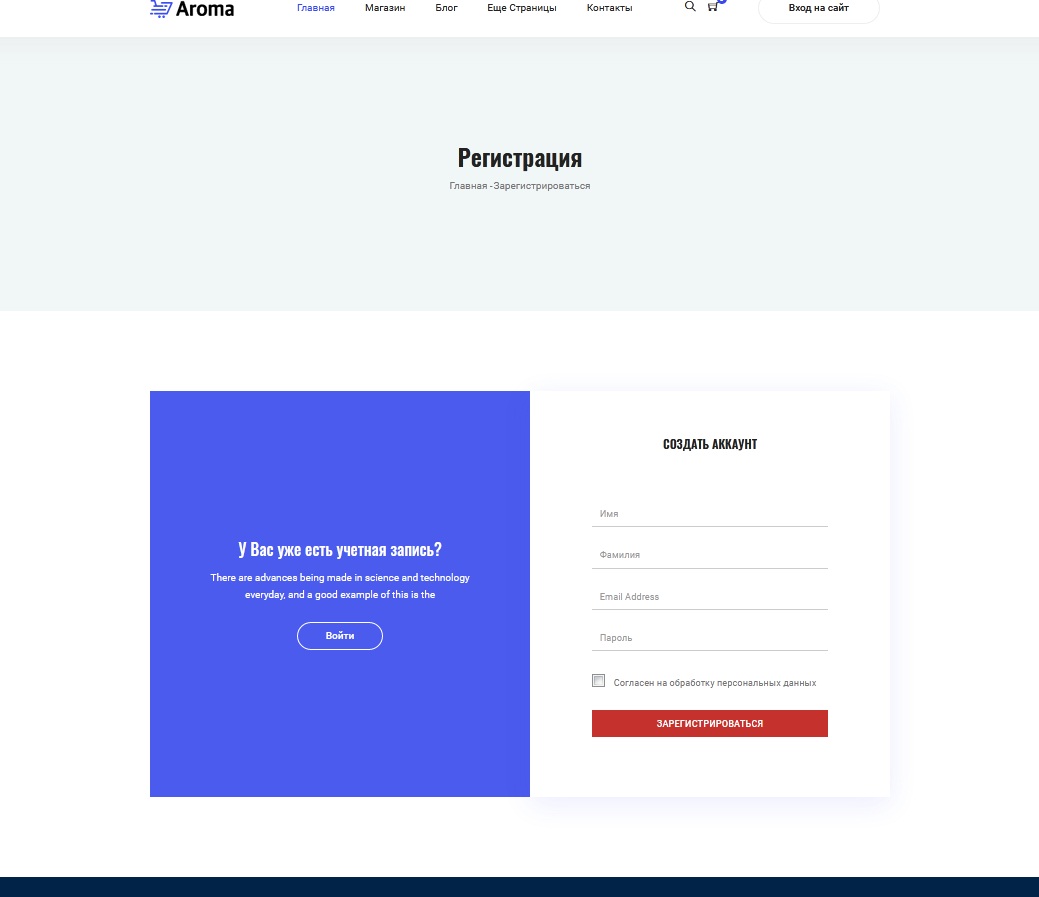 Aroma
Главная Магазин Блог Еще Страницы Контакты Вход на сайт
Регистрация
Главная -Зарегистрироваться
У Вас уже есть учетная запись?
There are advances being made in science and technology
everyday, and a good example of this is the
Войти
СОЗДАТЬ АККАУНТ
Имя
Фамилия
Email Address
Пароль
Согласен на обработку персональных данных
ЗАРЕГИСТРИРОВАТЬСЯ